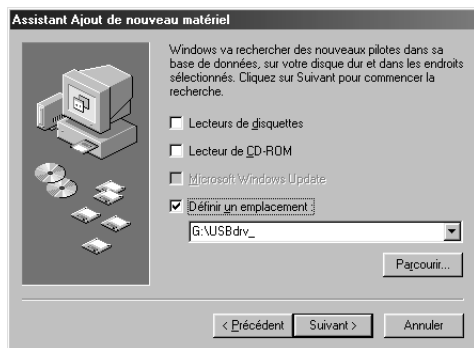 Assistant Ajout de nouveau matériel
Windows va rechercher des nouveaux pilotes dans sa
base de données, sur votre disque dur et dans les endroits
sélectionnés. Cliquez sur Suivant pour commencer la
recherche.
Lecteurs de disquettes
Lecteur de CD-ROM
Microsoft Windows Update
Définir un emplacement :
G:\USBdrv_
Parcourir...
< Précédent
Suivant >
Annuler